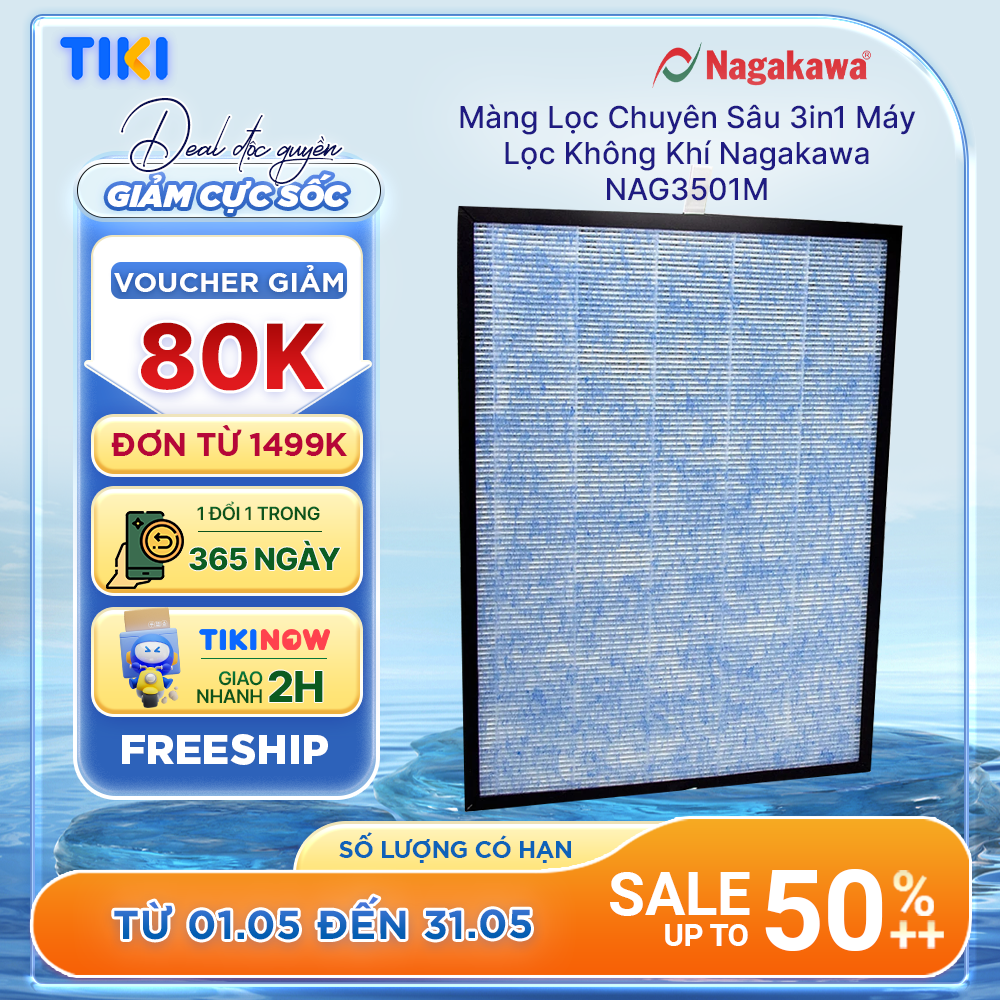 TIKI
Nagakawa®
Màng Lọc Chuyên Sâu 3in1 Máy
Lọc Không Khí Nagakawa
NAG3501M
Deal độc quyền
GIẢM CỰC SỐC
VOUCHER GIẢM
80K
ĐƠN TỪ 1499K
1 ĐỔI 1 TRONG
365 NGÀY
TIKINOW
GIAO
NHANH 2H
FREESHIP
SỐ LƯỢNG CÓ HẠN
TỪ 01.05 ĐẾN 31.05
SALE
UP TO 50%++